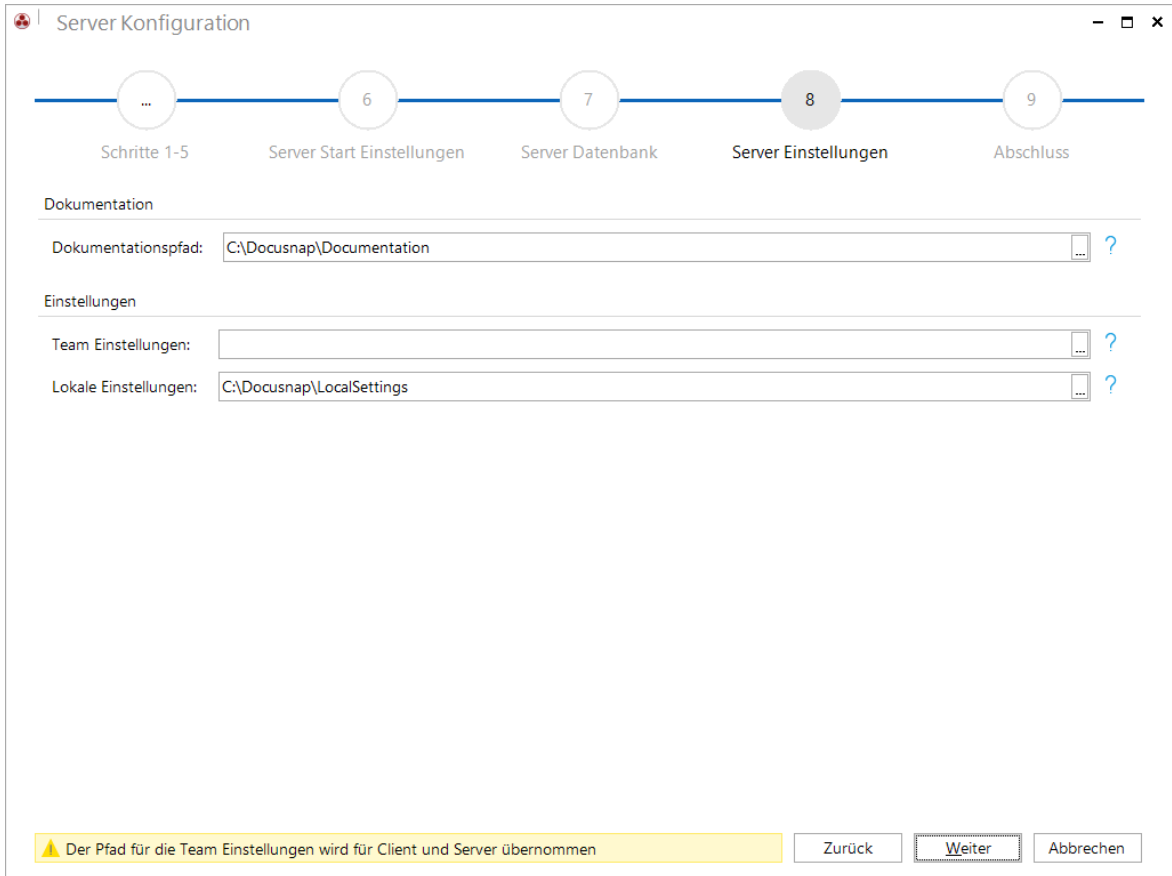 Server Konfiguration
...
6
7
8
9
Schritte 1-5
Server Start Einstellungen
Server Datenbank
Server Einstellungen
Abschluss
Dokumentation
Dokumentationspfad:
C:\Docusnap\Documentation
...
?
Einstellungen
Team Einstellungen:
...
?
Lokale Einstellungen:
C:\Docusnap\LocalSettings
...
?
Der Pfad für die Team Einstellungen wird für Client und Server übernommen
Zurück
Weiter
Abbrechen